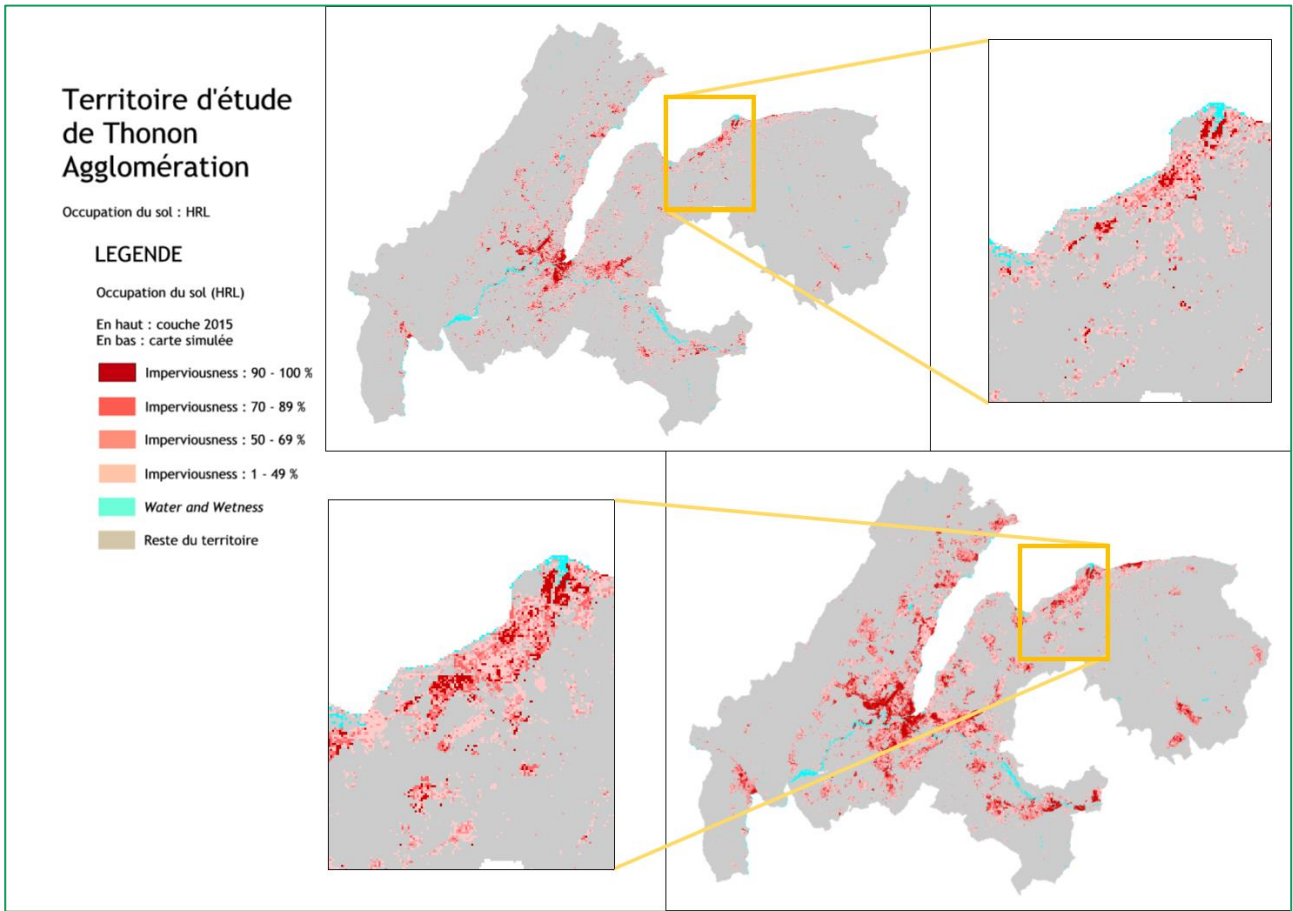 Territoire d'étude
de Thonon
Agglomération
Occupation du sol : HRL
LEGENDE
Occupation du sol (HRL)
En haut : couche 2015
En bas : carte simulée
Imperviousness : 90 - 100 %
Imperviousness : 70 - 89 %
Imperviousness : 50 - 69 %
Imperviousness : 1 - 49 %
Water and Wetness
Reste du territoire